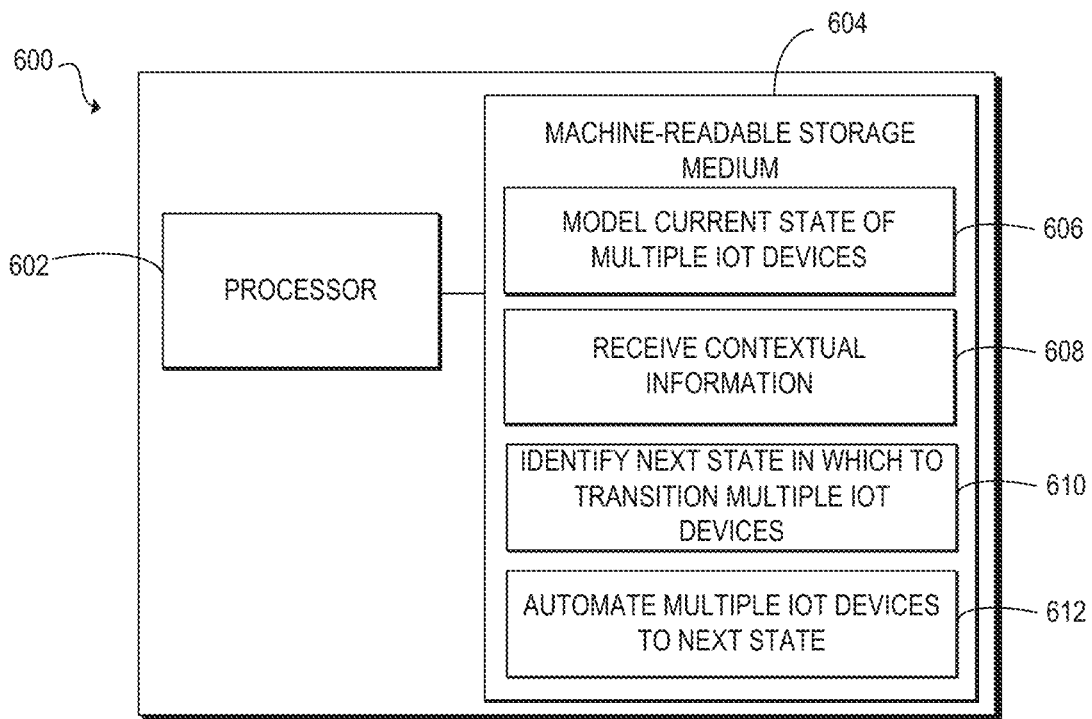 604
600
MACHINE-READABLE STORAGE
MEDIUM
MODEL CURRENT STATE OF
MULTIPLE IOT DEVICES
606
602
PROCESSOR
RECEIVE CONTEXTUAL
INFORMATION
608
IDENTIFY NEXT STATE IN WHICH TO
TRANSITION MULTIPLE IOT
DEVICES
610
AUTOMATE MULTIPLE IOT DEVICES
TO NEXT STATE
612